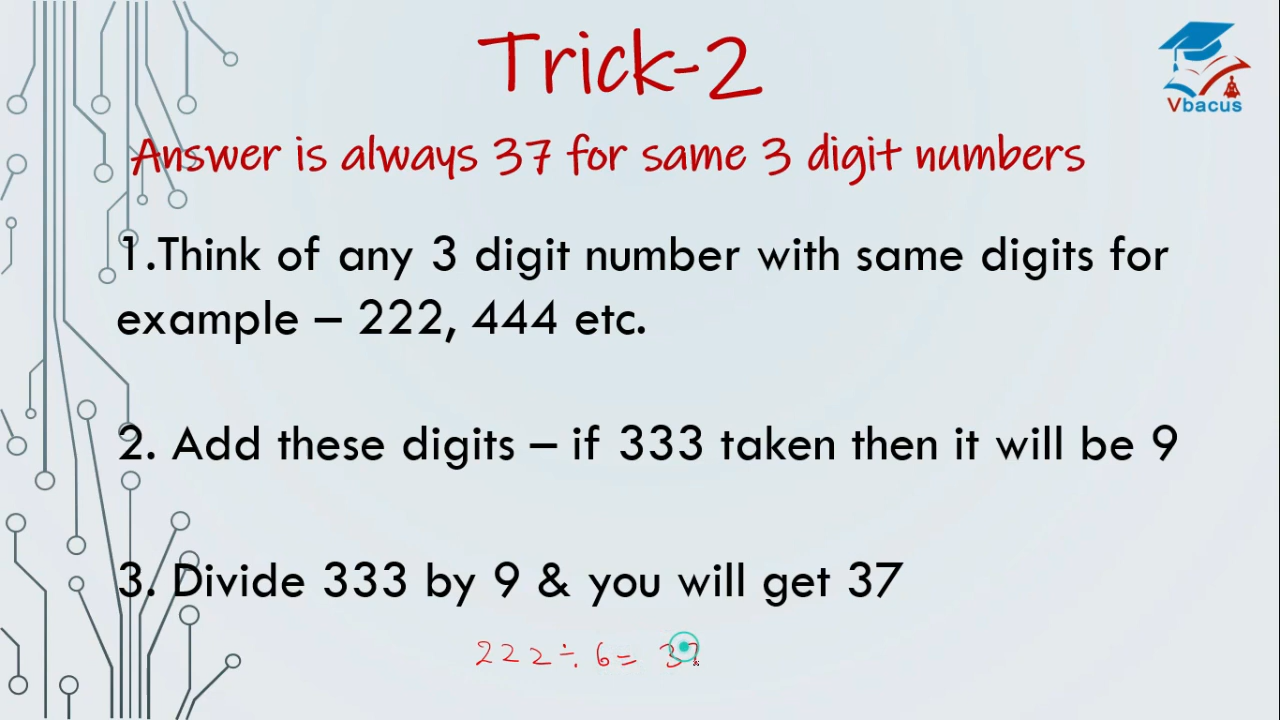 Trick-2
Vbacus
Answer is always 37 for same 3 digit numbers
1.Think of any 3 digit number with same digits for
example – 222, 444 etc.
2. Add these digits – if 333 taken then it will be 9
3. Divide 333 by 9 & you will get 37
222÷6= 37